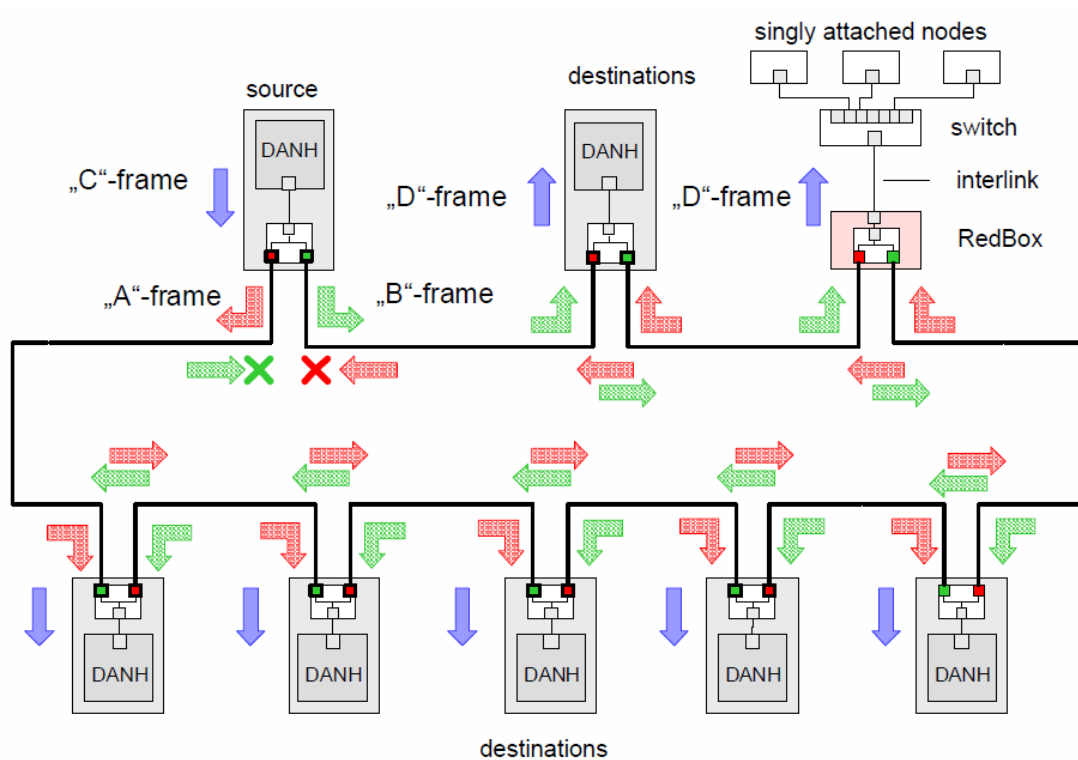 singly attached nodes
source
destinations
DANH
DANH
switch
„C“-frame
„D“-frame
„D“-frame
interlink
RedBox
„A“-frame
„B“-frame
DANH
DANH
DANH
DANH
DANH
destinations